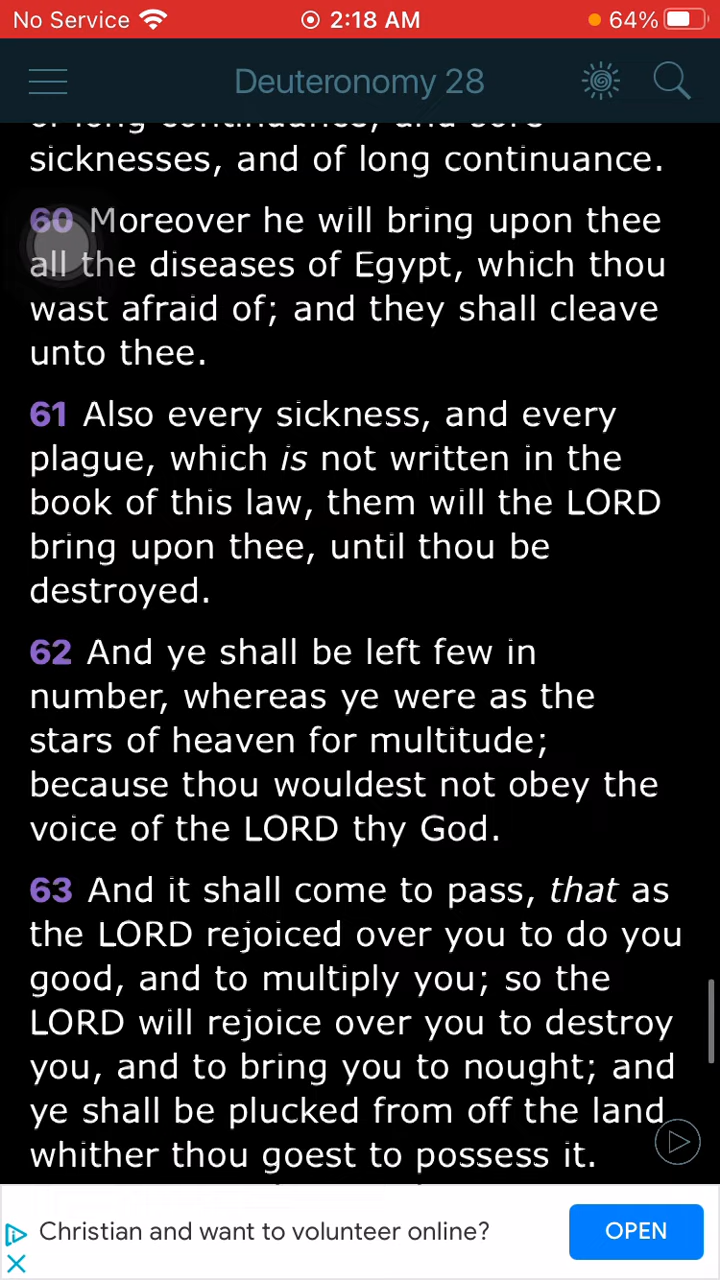 No Service 2:18 AM 64%
Deuteronomy 28
of long continuance, and sore
sicknesses, and of long continuance.
60 Moreover he will bring upon thee
all the diseases of Egypt, which thou
wast afraid of; and they shall cleave
unto thee.
61 Also every sickness, and every
plague, which is not written in the
book of this law, them will the LORD
bring upon thee, until thou be
destroyed.
62 And ye shall be left few in
number, whereas ye were as the
stars of heaven for multitude;
because thou wouldest not obey the
voice of the LORD thy God.
63 And it shall come to pass, that as
the LORD rejoiced over you to do you
good, and to multiply you; so the
LORD will rejoice over you to destroy
you, and to bring you to nought; and
ye shall be plucked from off the land
whither thou goest to possess it.
Christian and want to volunteer online?
OPEN